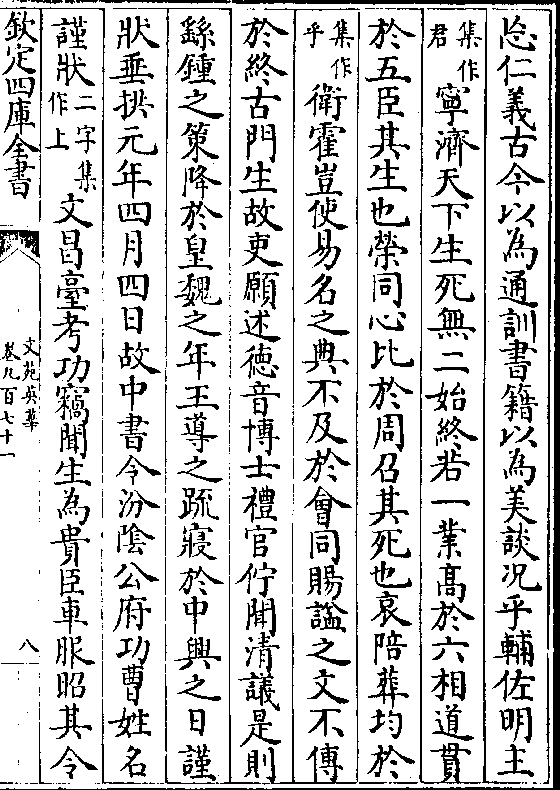 忘仁義古今以為通訓書籍以為美談况乎輔佐明主
集作君寧濟天下生死無二始終若一業髙於六相道貫
於五臣其生也榮同心比於周召其死也哀陪葬均於
集作乎衛霍豈使易名之典不及於會同賜諡之文不傳
於終古門生故吏願述徳音博士禮官佇聞清議是則
鍾之策降於皇魏之年王導之疏寢於中興之日謹
狀垂拱元年四月四日故中書令汾陰公府功曹姓名
謹狀二字集作上文昌臺考功竊聞生為貴臣車服昭其令
欽定四庫全書
文苑英華
卷九百七十一
八